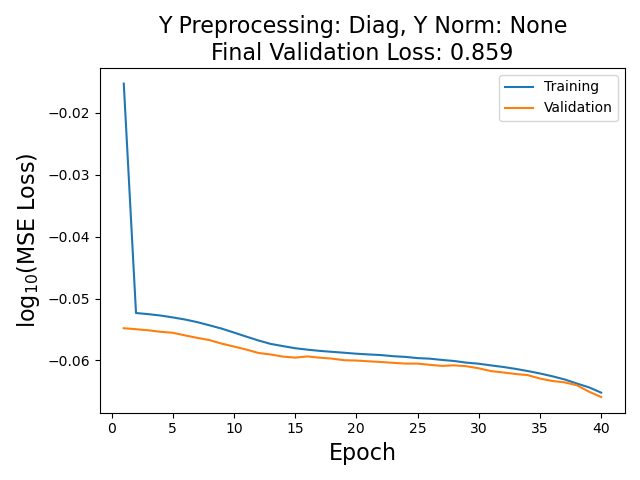 Y Preprocessing: Diag, Y Norm: None
Final Validation Loss: 0.859
Training
Validation
−0.02
−0.03
−0.04
−0.05
−0.06
log₁₀(MSE Loss)
0 5 10 15 20 25 30 35 40
Epoch